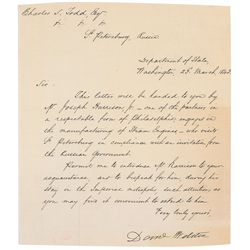 Charles S. Todd, Esqr
&c &c &c
St Petersburg, Russia
Department of State,
Washington, 25 March, 1843.
Sir.
This letter will be handed to you by
Mr Joseph Harrison, Jr. one of the partners in
a respectable firm of Philadelphia, engaged in
the manufacturing of Steam Engines – who visits
St Petersburg in compliance with an invitation from
the Russian Government.
Permit me to introduce Mr Harrison to your
acquaintance, and to bespeak for him, during his
stay in the Imperial metropolis, such attention, as
you may find it convenient to extend to him.
Very truly yours,
Danl Webster